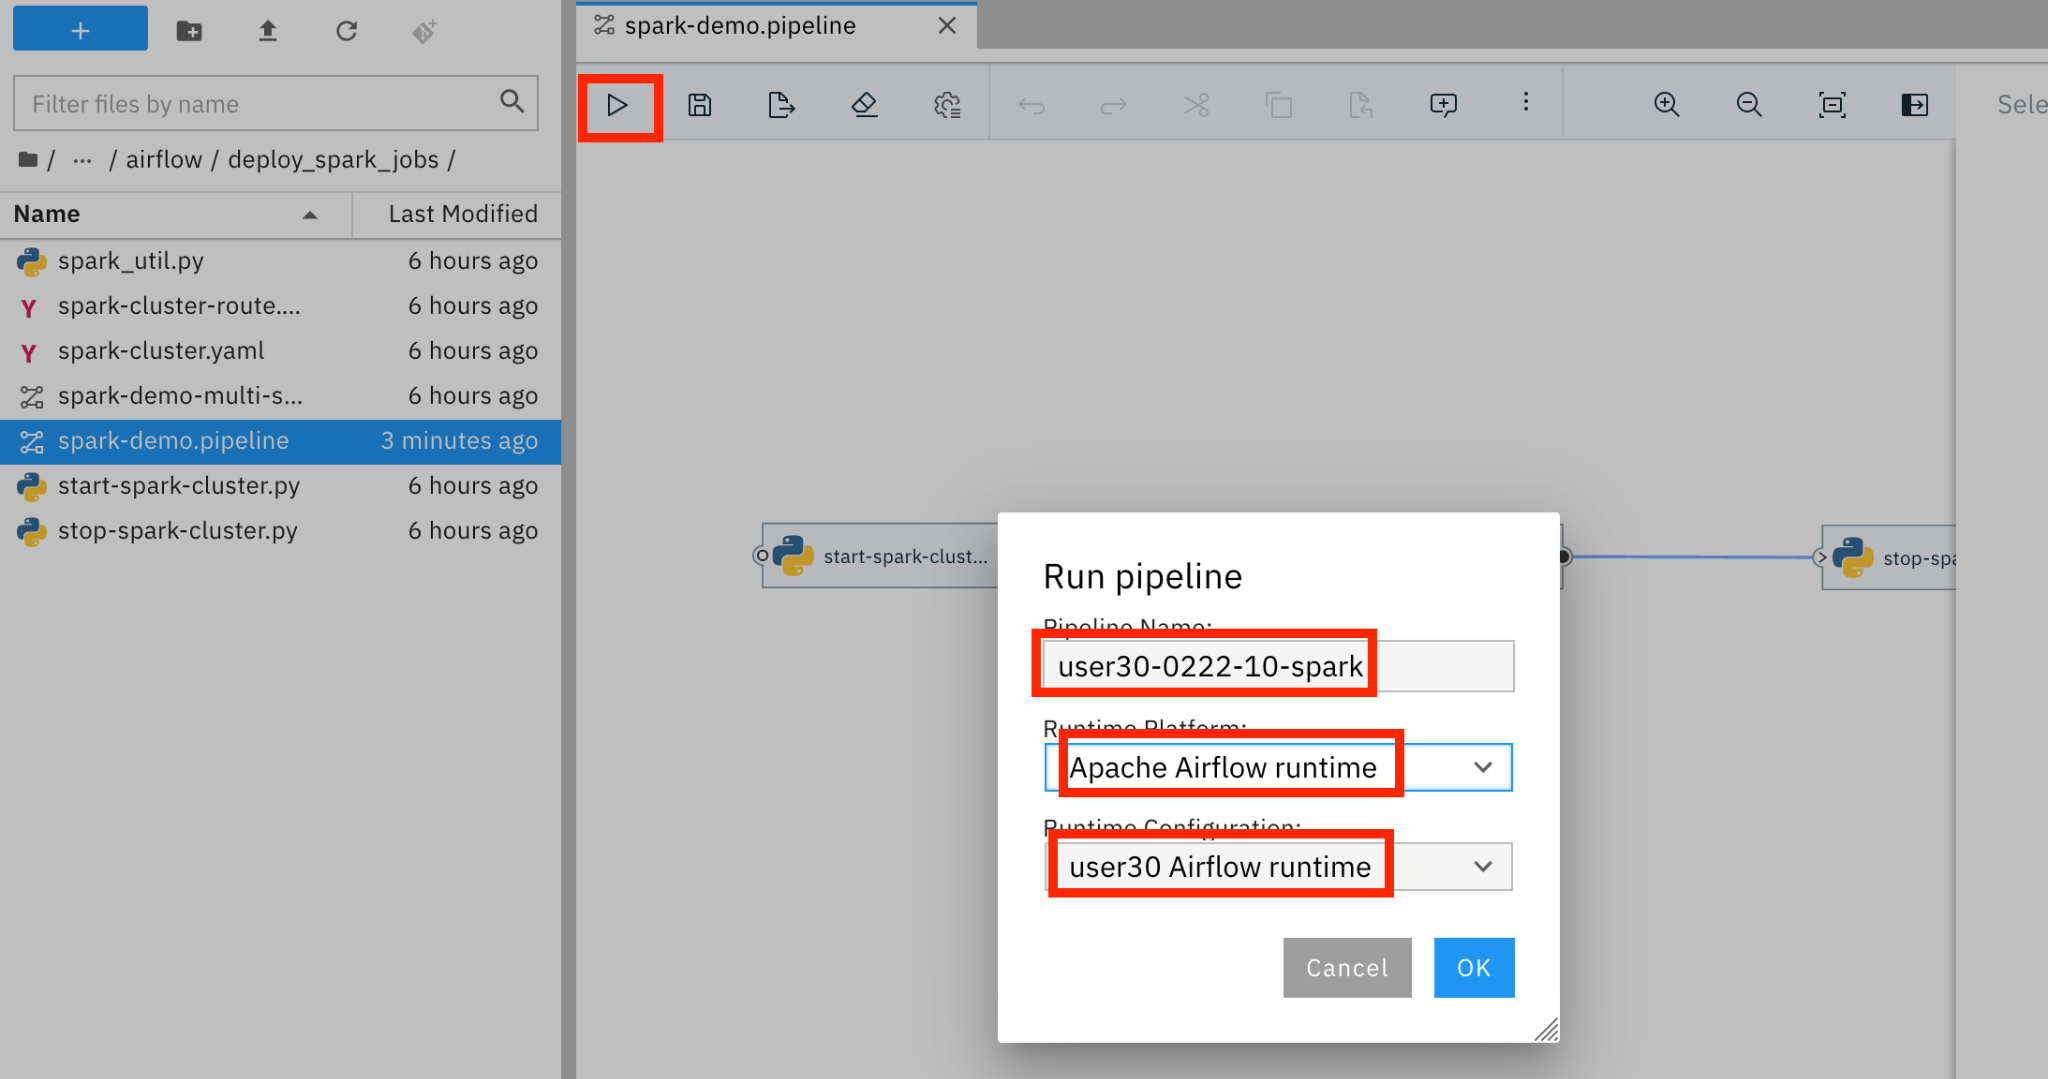 +
spark-demo.pipeline
Filter files by name
Sele
/ ... / airflow / deploy_spark_jobs /
Name Last Modified
spark_util.py 6 hours ago
spark-cluster-route.... 6 hours ago
spark-cluster.yaml 6 hours ago
spark-demo-multi-s... 6 hours ago
spark-demo.pipeline 3 minutes ago
start-spark-cluster.py 6 hours ago
stop-spark-cluster.py 6 hours ago
start-spark-clust...
stop-spa
Run pipeline
Pipeline Name:
user30-0222-10-spark
Runtime Platform:
Apache Airflow runtime
Runtime Configuration:
user30 Airflow runtime
Cancel OK